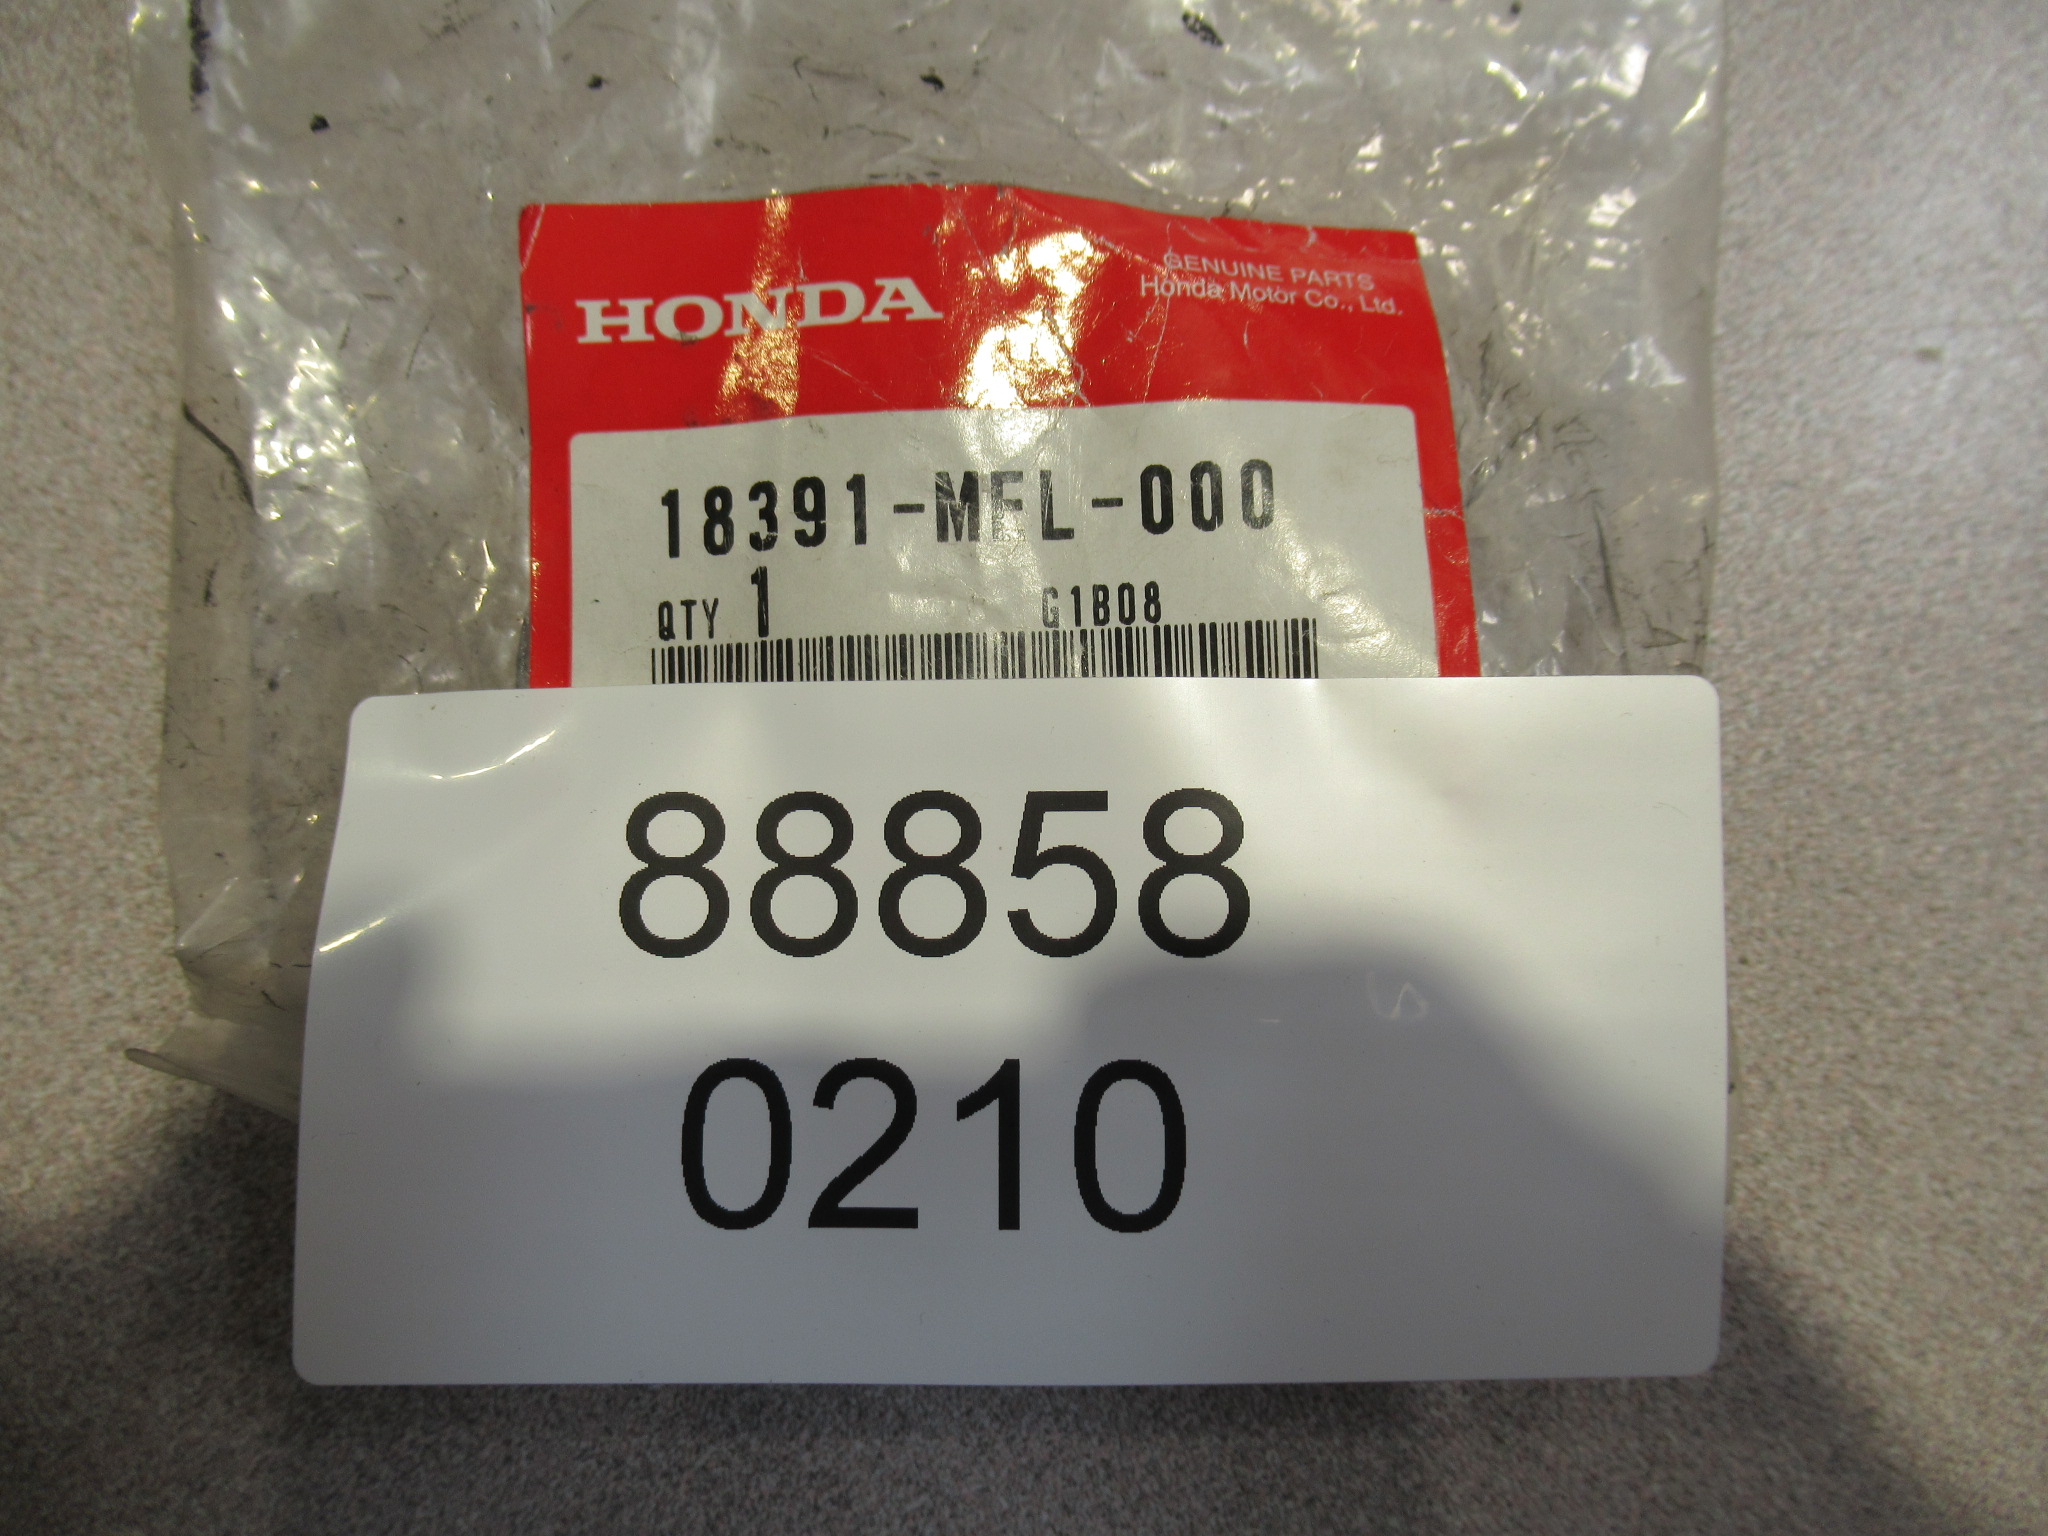 HONDA
GENUINE PARTS
Honda Motor Co., Ltd.
18391-MFL-000
QTY 1 G1B08
88858
0210